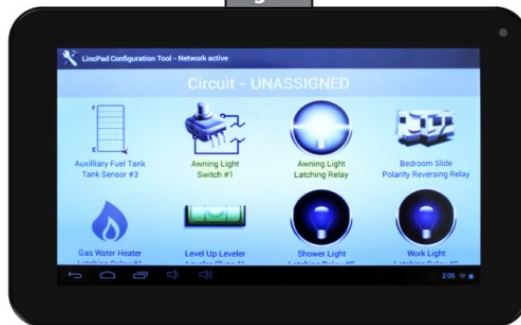 LincPad Configuration Tool - Network active
Circuit - UNASSIGNED
Auxilliary Fuel Tank
Tank Sensor #3
Awning Light
Switch #1
Awning Light
Latching Relay
Bedroom Slide
Polarity Reversing Relay
F
E
Gas Water Heater
Level Up Leveler
Shower Light
Work Light
2:05